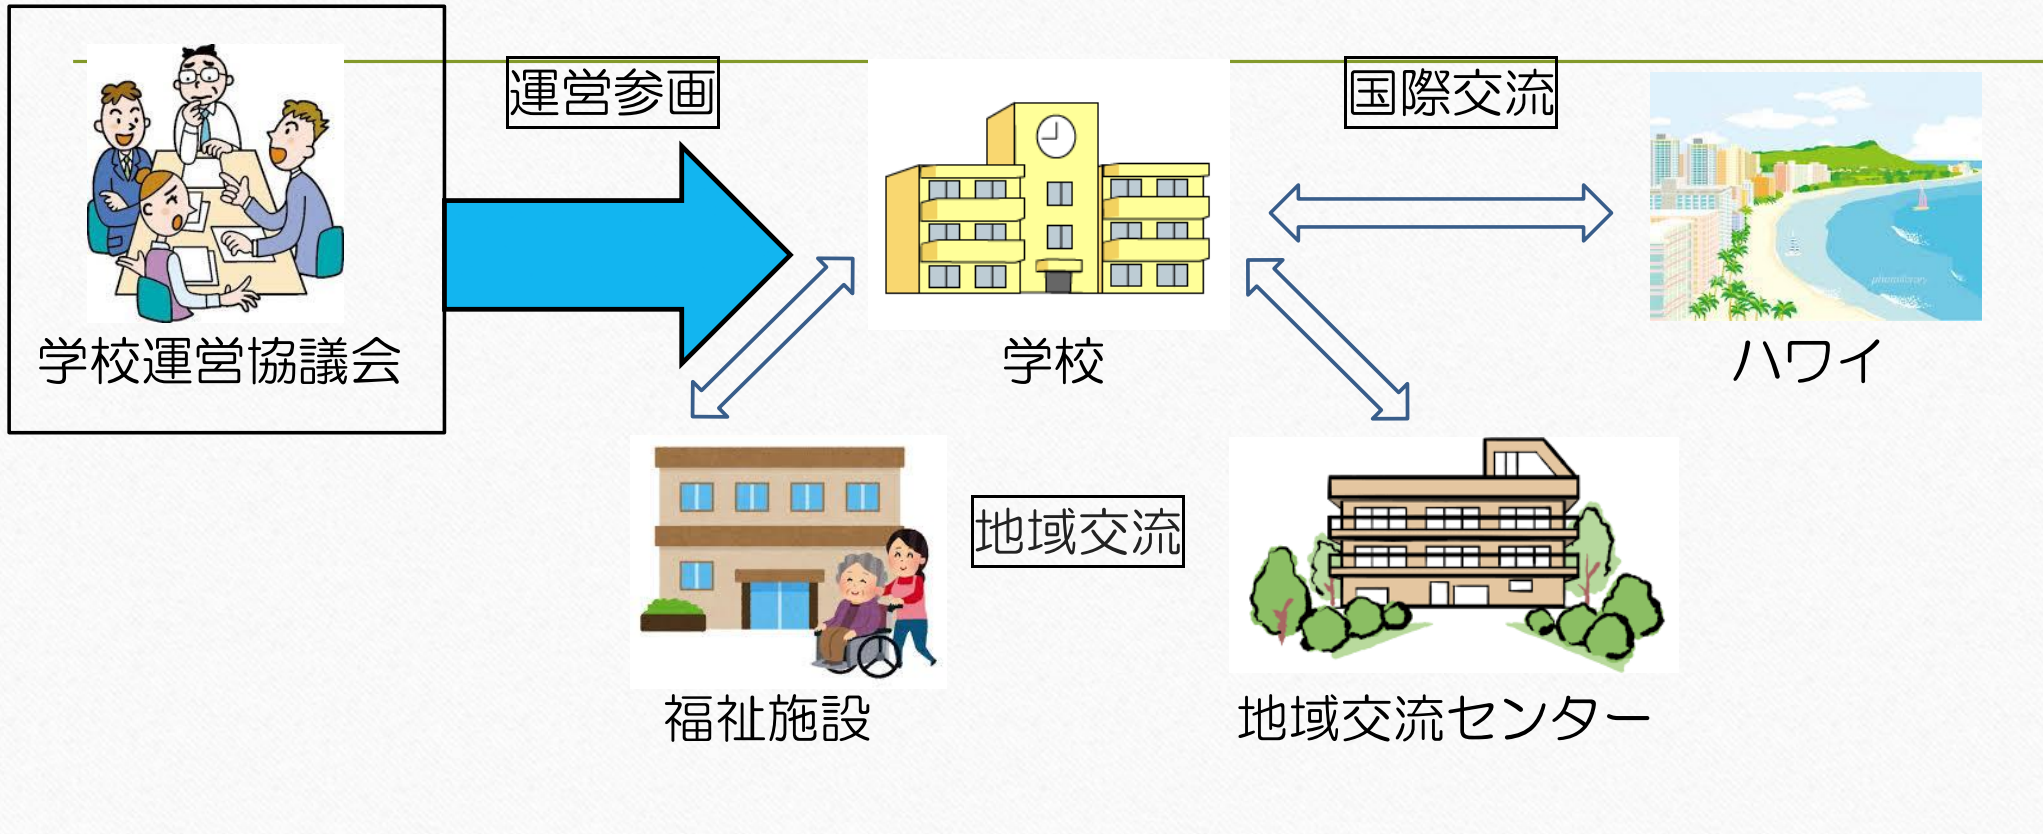 運営参画
国際交流
学校運営協議会
学校
ハワイ
地域交流
福祉施設
地域交流センター